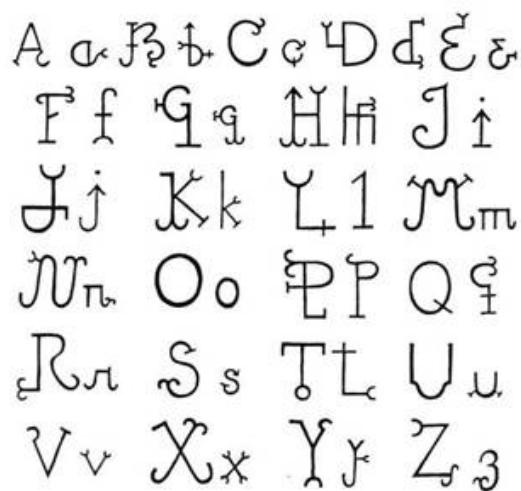 A a B b C c D d E e
F f G g H h I i
J j K k L l M m
N n O o P p Q q
R r S s T t U u
V v X x Y y Z z